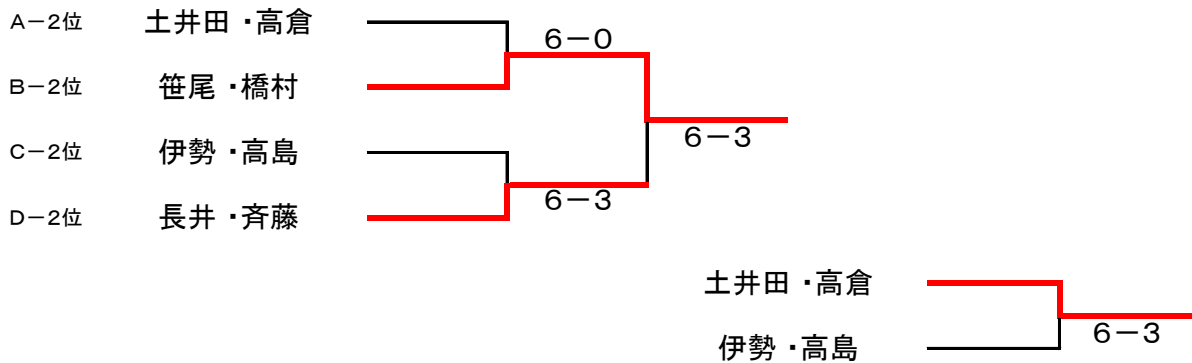 A－2位 土井田・高倉
6－0
B－2位 笹尾・橋村
6－3
C－2位 伊勢・高島
6－3
D－2位 長井・斉藤
土井田・高倉
6－3
伊勢・高島